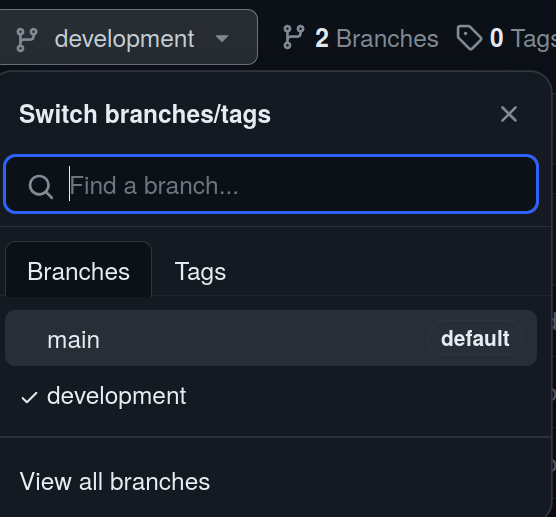 development 2 Branches 0 Tags
Switch branches/tags
Find a branch...
Branches Tags
main default
development
View all branches